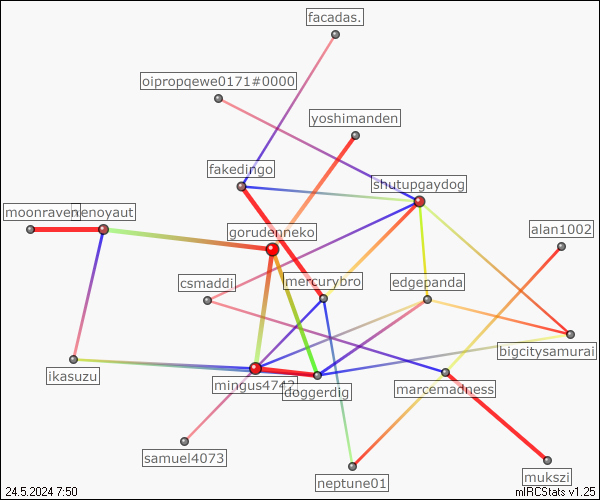 facadas.
oipropqewe0171#0000
yoshimanden
fakedingo
shutupgaydog
moonraven
enoyaut
gorudenneko
alan1002
csmaddi
mercurybro
edgepanda
bigcitysamurai
ikasuzu
mingus4742
doggerdig
marcemadness
samuel4073
neptune01
mukszi
24.5.2024 7:50
mIRCStats v1.25